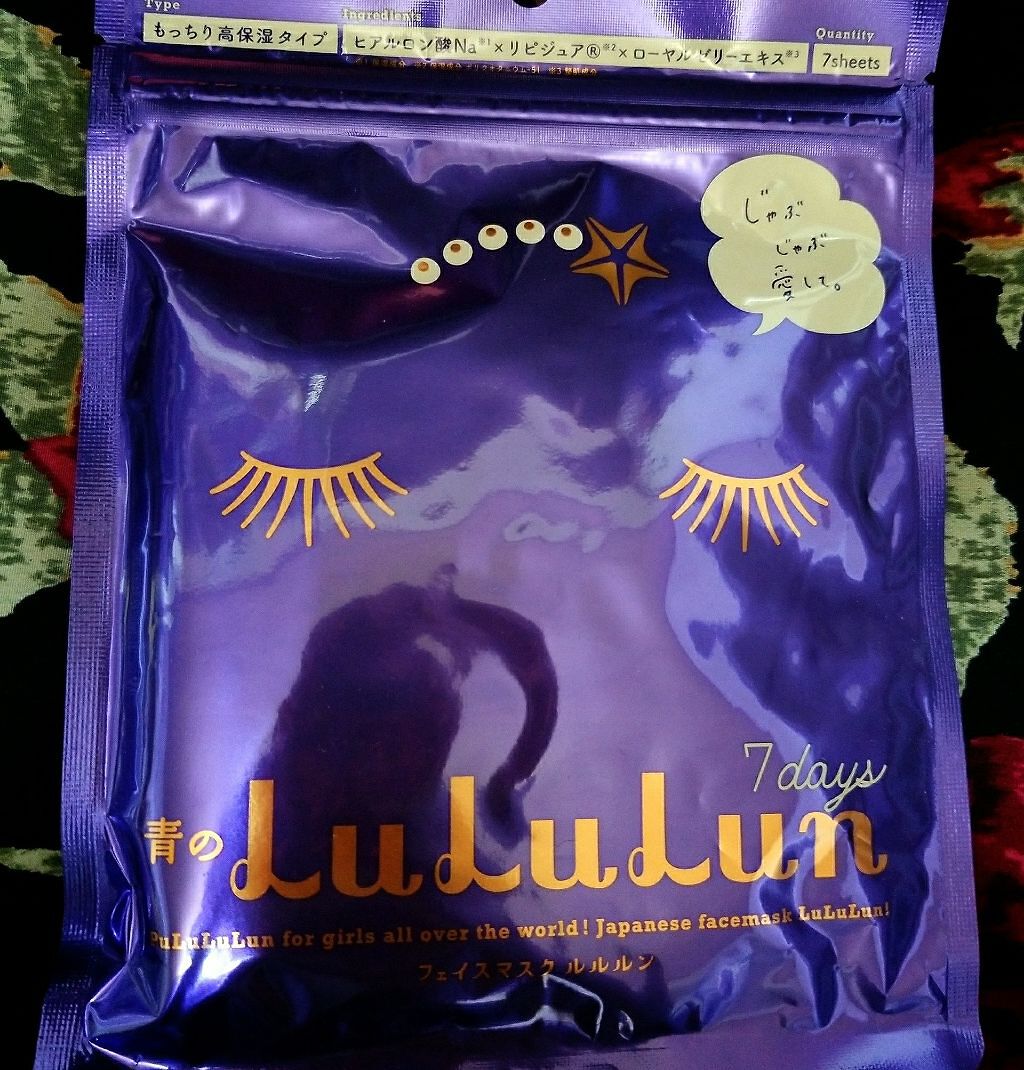 Type
Ingredients
Quantity
もっちり高保湿タイプ
ヒアルロン酸Na※1×リピジュア®※2×ローヤルゼリーエキス※3
7sheets
じゃぶ
じゃぶ
愛して。
7days
青の LuLuLun
PuLuLuLun for girls all over the world! Japanese facemask LuLuLun!
フェイスマスク ルルルン